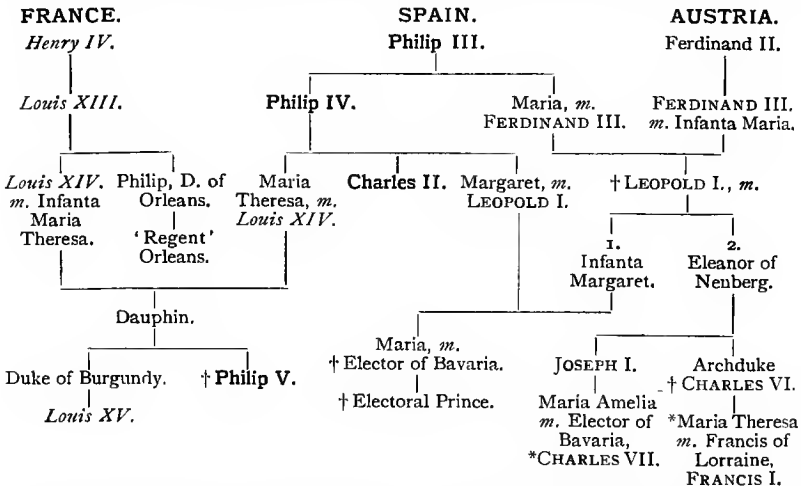 FRANCE. SPAIN. AUSTRIA.
Henry IV. Philip III. Ferdinand II.
Louis XIII. Philip IV. Maria, m. FERDINAND III.
FERDINAND III. m. Infanta Maria.
Louis XIV. Philip, D. of Maria Charles II. Margaret, m. † LEOPOLD I., m.
m. Infanta Orleans. Theresa, m. LEOPOLD I.
Maria Louis XIV.
Theresa. 'Regent'
Orleans.
1. 2.
Infanta Eleanor of
Margaret. Neuberg.
Dauphin.
Maria, m.
Duke of Burgundy. † Philip V. † Elector of Bavaria. JOSEPH I. Archduke
† CHARLES VI.
Louis XV. † Electoral Prince. Maria Amelia *Maria Theresa
m. Elector of m. Francis of
Bavaria, Lorraine,
*CHARLES VII. FRANCIS I.